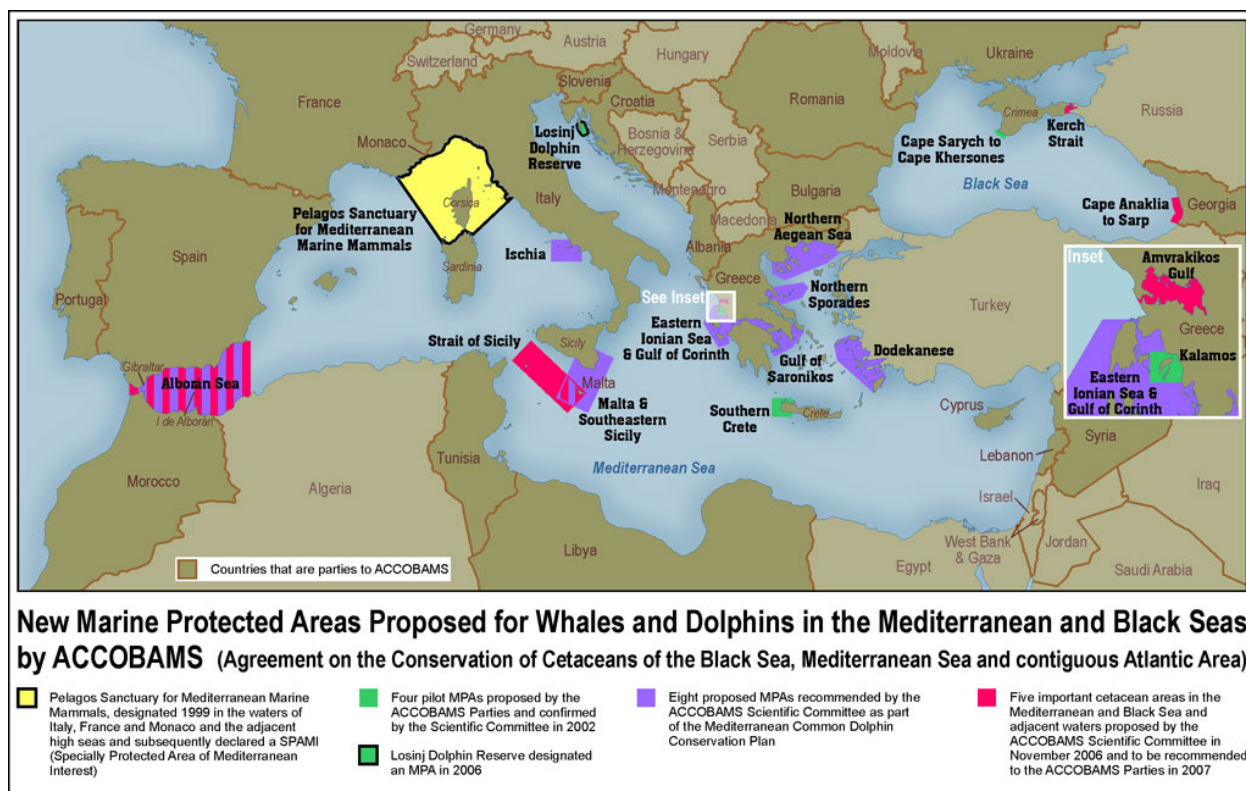 Germany
Austria
Switzerland
Hungary
Moldova
Ukraine
Slovenia
France
Croatia
Romania
Crimea
Russia
Monaco
Losinj
Dolphin
Reserve
Bosnia &
Herzegovina
Serbia
Cape Sarych to
Cape Khersones
Kerch
Strait
Italy
Montenegro
Bulgaria
Black Sea
Corsica
Pelagos Sanctuary
for Mediterranean
Marine Mammals
Macedonia
Albania
Northern
Aegean Sea
Cape Anaklia
to Sarp
Georgia
Spain
Ischia
Sardinia
Greece
Inset
Amvrakikos
Gulf
Portugal
See Inset
Northern
Sporades
Turkey
Greece
Strait of Sicily
Sicily
Eastern
Ionian Sea
& Gulf of Corinth
Gulf of
Saronikos
Dodekanese
Kalamos
Gibraltar
Alboran Sea
I de Alboran
Malta
Malta &
Southeastern
Sicily
Southern
Crete
Crete
Cyprus
Eastern
Ionian Sea &
Gulf of Corinth
Mediterranean Sea
Lebanon
Syria
Tunisia
Morocco
Algeria
Israel
Iraq
West Bank
& Gaza
Jordan
Libya
Egypt
Saudi Arabia
Countries that are parties to ACCOBAMS
New Marine Protected Areas Proposed for Whales and Dolphins in the Mediterranean and Black Seas
by ACCOBAMS (Agreement on the Conservation of Cetaceans of the Black Sea, Mediterranean Sea and contiguous Atlantic Area)
Pelagos Sanctuary for Mediterranean Marine
Mammals, designated 1999 in the waters of
Italy, France and Monaco and the adjacent
high seas and subsequently declared a SPAMI
(Specially Protected Area of Mediterranean
Interest)
Four pilot MPAs proposed by the
ACCOBAMS Parties and confirmed
by the Scientific Committee in 2002
Losinj Dolphin Reserve designated
an MPA in 2006
Eight proposed MPAs recommended by the
ACCOBAMS Scientific Committee as part
of the Mediterranean Common Dolphin
Conservation Plan
Five important cetacean areas in the
Mediterranean and Black Sea and
adjacent waters proposed by the
ACCOBAMS Scientific Committee in
November 2006 and to be recommended
to the ACCOBAMS Parties in 2007